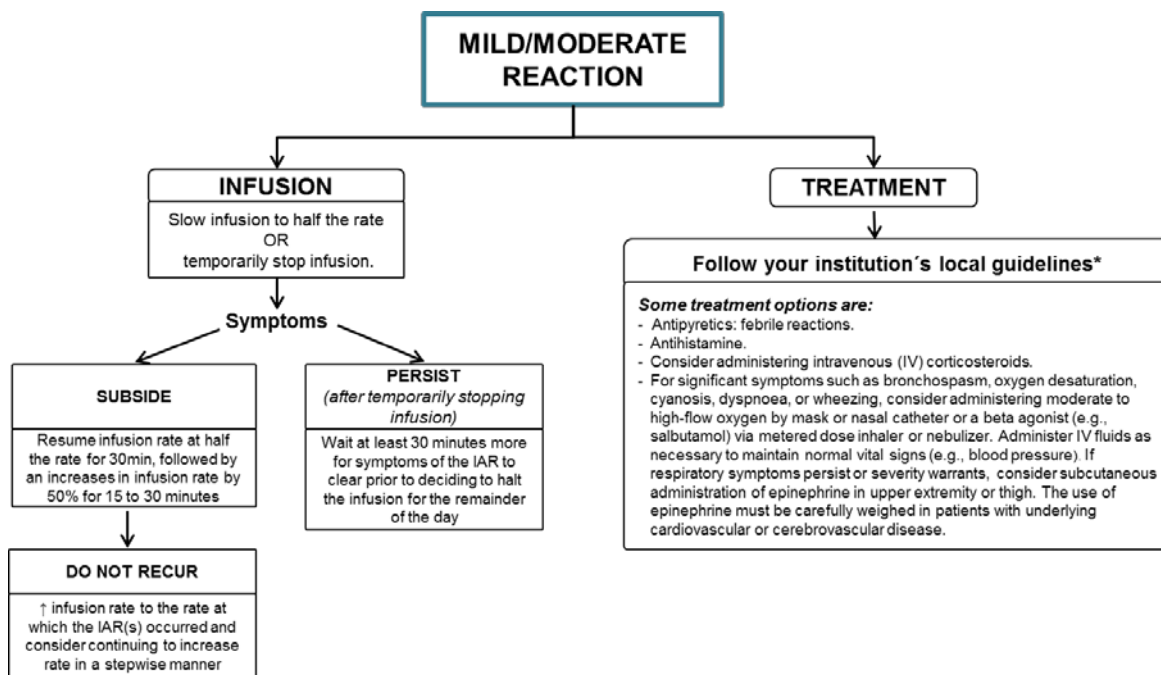 MILD/MODERATE
REACTION
INFUSION
Slow infusion to half the rate
OR
temporarily stop infusion.
Symptoms
SUBSIDE
Resume infusion rate at half
the rate for 30min, followed by
an increases in infusion rate by
50% for 15 to 30 minutes
PERSIST
(after temporarily stopping
infusion)
Wait at least 30 minutes more
for symptoms of the IAR to
clear prior to deciding to halt
the infusion for the remainder
of the day
DO NOT RECUR
↑ infusion rate to the rate at
which the IAR(s) occurred and
consider continuing to increase
rate in a stepwise manner
TREATMENT
Follow your institution´s local guidelines*
Some treatment options are:
- Antipyretics: febrile reactions.
- Antihistamine.
- Consider administering intravenous (IV) corticosteroids.
- For significant symptoms such as bronchospasm, oxygen desaturation,
cyanosis, dyspnoea, or wheezing, consider administering moderate to
high-flow oxygen by mask or nasal catheter or a beta agonist (e.g.,
salbutamol) via metered dose inhaler or nebulizer. Administer IV fluids as
necessary to maintain normal vital signs (e.g., blood pressure). If
respiratory symptoms persist or severity warrants, consider subcutaneous
administration of epinephrine in upper extremity or thigh. The use of
epinephrine must be carefully weighed in patients with underlying
cardiovascular or cerebrovascular disease.